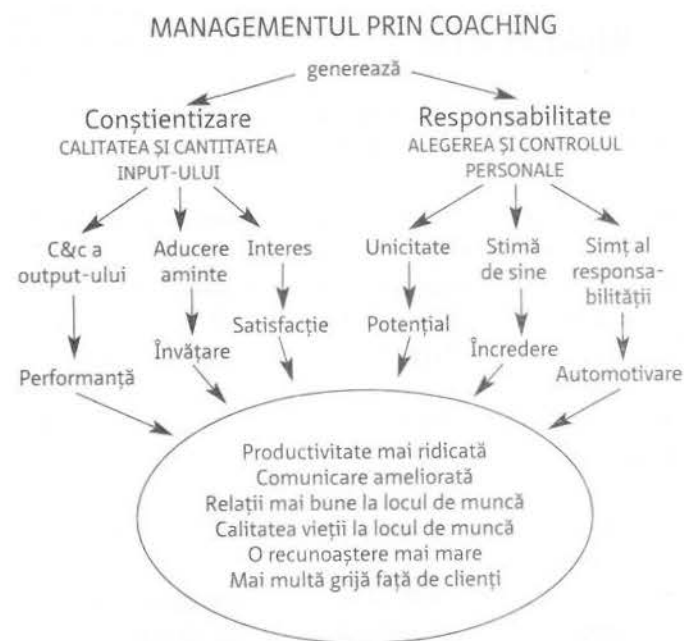 MANAGEMENTUL PRIN COACHING
generează
Conștientizare
CALITATEA ȘI CANTITATEA
INPUT-ULUI
Responsabilitate
ALEGEREA ȘI CONTROLUL
PERSONALE
C&c a
output-ului
Aducere
aminte
Interes
Unicitate
Stimă
de sine
Simț al
responsa-
bilității
Performanță
Învățare
Satisfacție
Potențial
Încredere
Automotivare
Productivitate mai ridicată
Comunicare ameliorată
Relații mai bune la locul de muncă
Calitatea vieții la locul de muncă
O recunoaștere mai mare
Mai multă grijă față de clienți